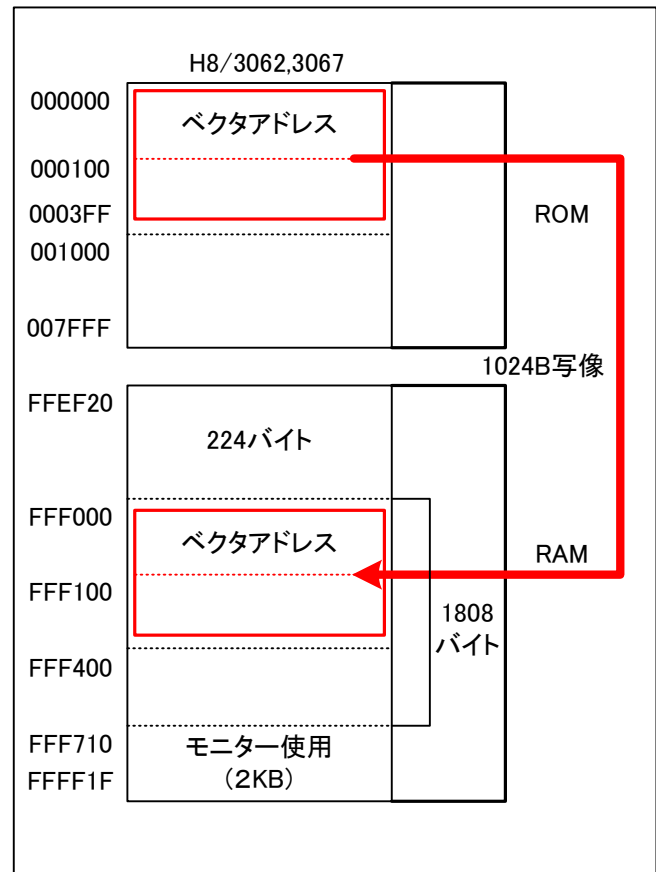 H8/3062,3067
000000
ベクタアドレス
000100
0003FF
ROM
001000
007FFF
1024B写像
FFEF20
224バイト
FFF000
ベクタアドレス
RAM
FFF100
1808
バイト
FFF400
FFF710
モニター使用
FFFF1F
(2KB)